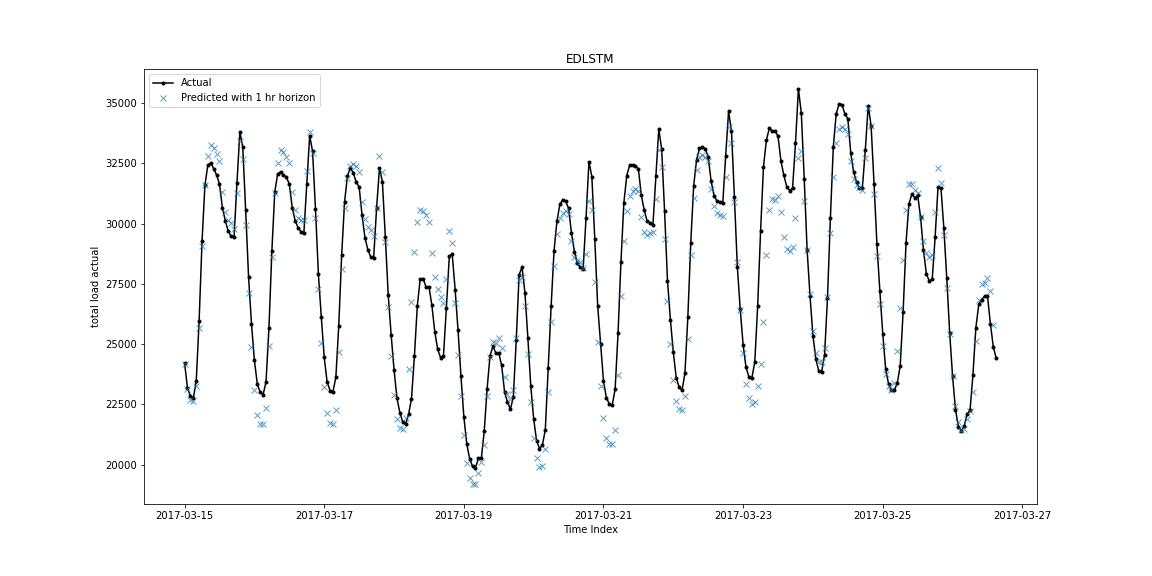 EDLSTM
Actual
Predicted with 1 hr horizon
35000
32500
30000
27500
25000
22500
20000
total load actual
2017-03-15 2017-03-17 2017-03-19 2017-03-21 2017-03-23 2017-03-25 2017-03-27
Time Index